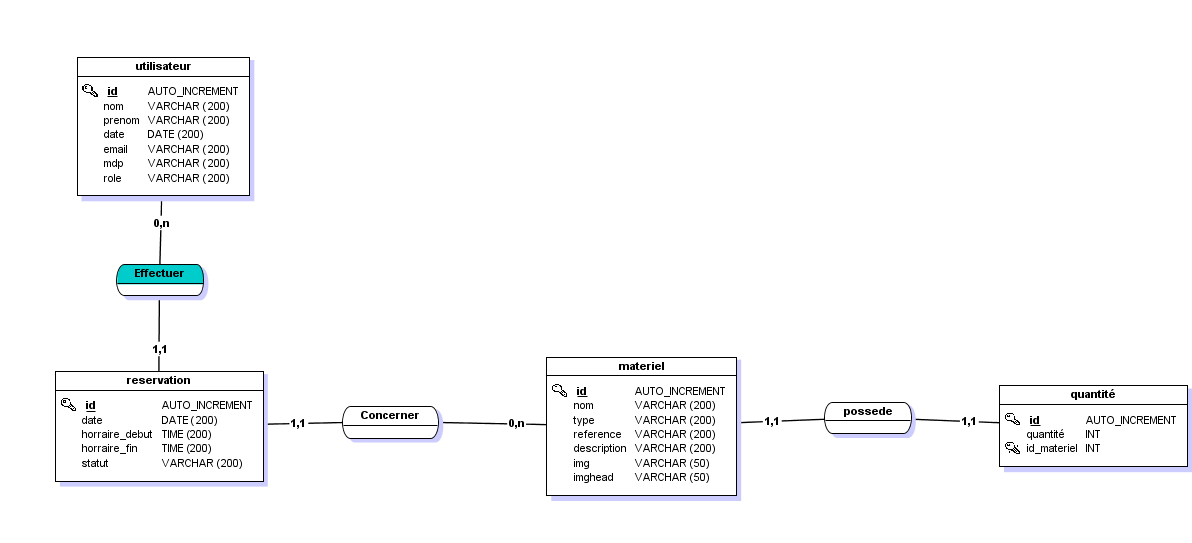 utilisateur
id AUTO_INCREMENT
nom VARCHAR (200)
prenom VARCHAR (200)
date DATE (200)
email VARCHAR (200)
mdp VARCHAR (200)
role VARCHAR (200)
0,n
Effectuer
1,1
reservation
id AUTO_INCREMENT
date DATE (200)
horraire_debut TIME (200)
horraire_fin TIME (200)
statut VARCHAR (200)
1,1
Concerner
0,n
materiel
id AUTO_INCREMENT
nom VARCHAR (200)
type VARCHAR (200)
reference VARCHAR (200)
description VARCHAR (200)
img VARCHAR (50)
imghead VARCHAR (50)
1,1
possede
1,1
quantité
id AUTO_INCREMENT
quantité INT
id_materiel INT